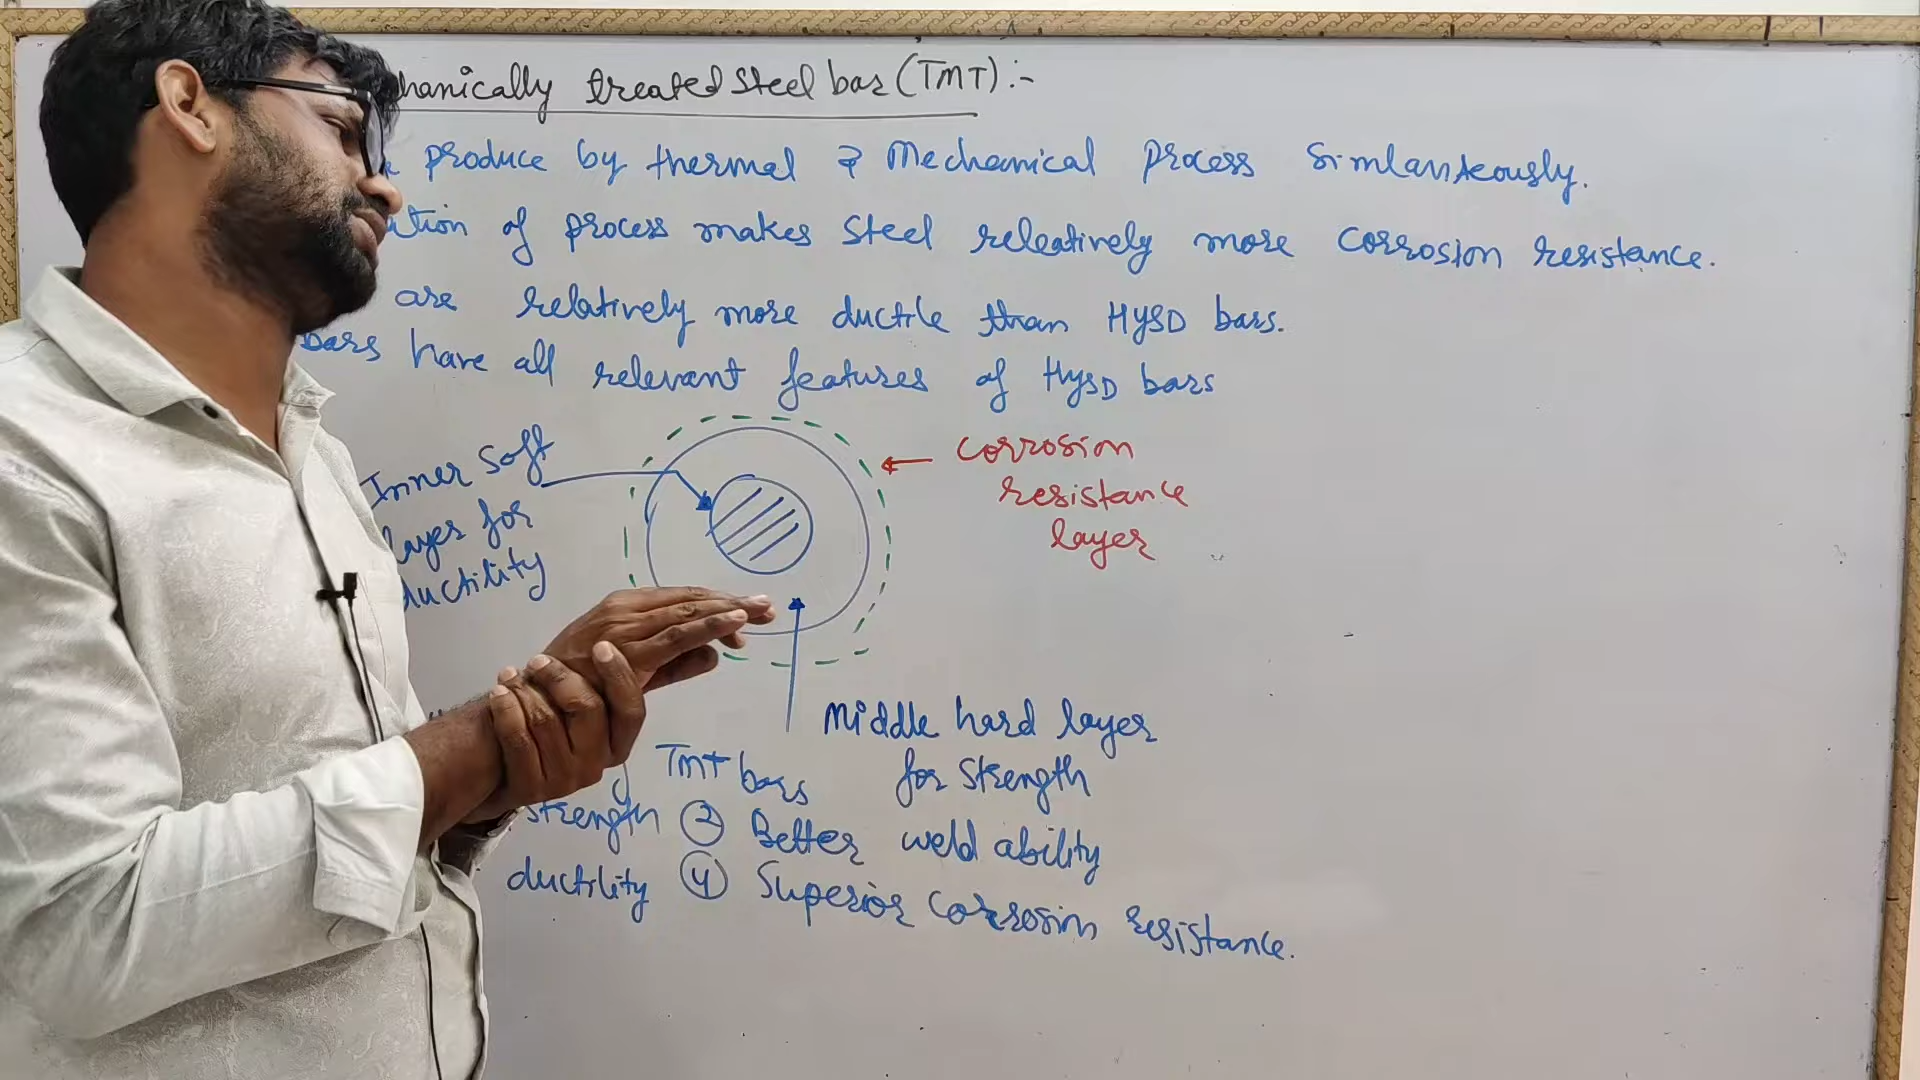 hanically treated steel bar (TMT):-
produce by thermal & Mechanical process Simlanteously.
ation of process makes steel releatively more corrosion resistance.
are relatively more ductile than HYSD bars.
bars have all relevant features of HYSD bars
Inner soft
layer for
ductility
corrosion
resistance
layer
Middle hard layer
for strength
TMT bars
strength ③ Better weld ability
ductility ④ Superior corrosion resistance.